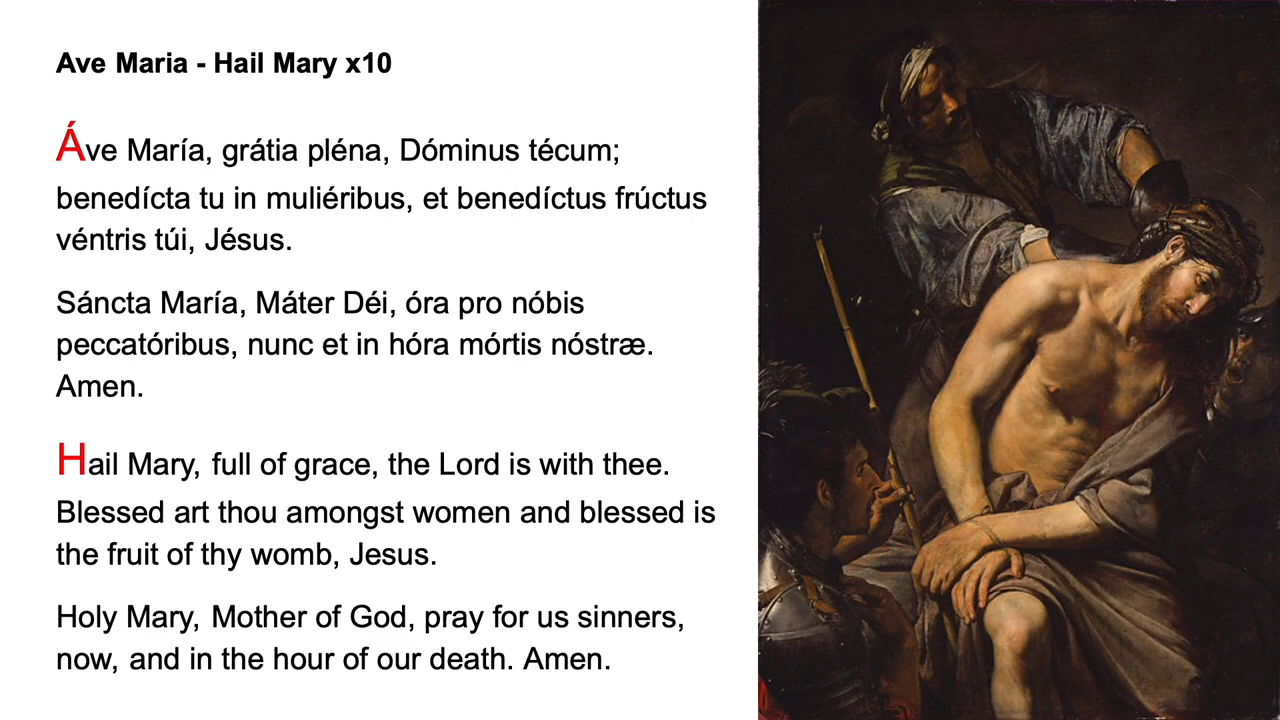 Ave Maria - Hail Mary x10
Áve María, grátia pléna, Dóminus técum;
benedícta tu in muliéribus, et benedíctus frúctus
véntris túi, Jésus.
Sáncta María, Máter Déi, óra pro nóbis
peccatóribus, nunc et in hóra mórtis nóstræ.
Amen.
Hail Mary, full of grace, the Lord is with thee.
Blessed art thou amongst women and blessed is
the fruit of thy womb, Jesus.
Holy Mary, Mother of God, pray for us sinners,
now, and in the hour of our death. Amen.